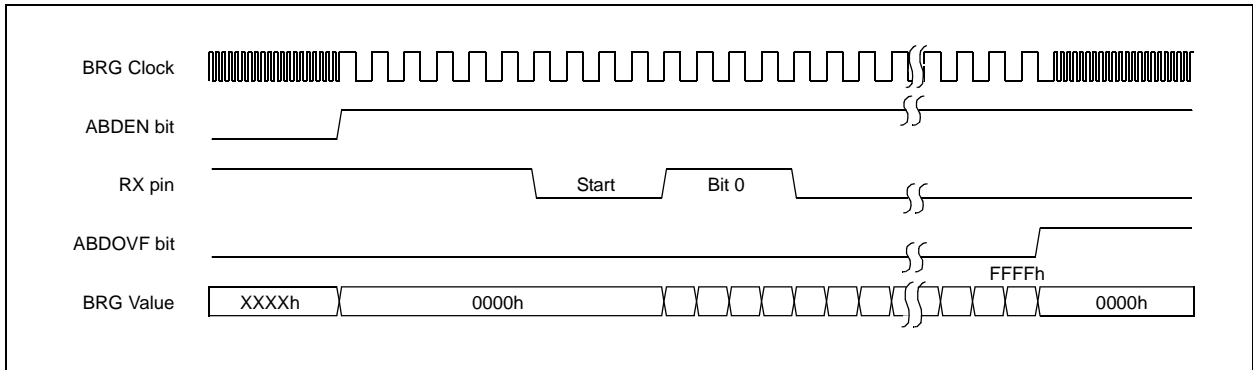 BRG Clock
ABDEN bit
RX pin
Start
Bit 0
ABDOVF bit
FFFFh
BRG Value
XXXXh
0000h
0000h